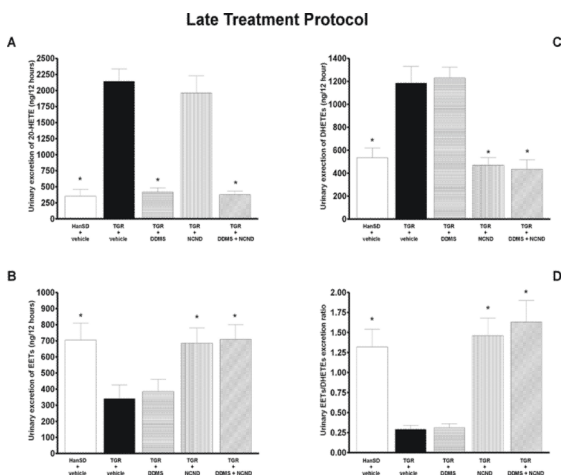 Late Treatment Protocol
A
Urinary excretion of 20-HETE (ng/12 hours)
2500
2250
2000
1750
1500
1250
1000
750
500
250
0
*
*
*
HanSD + vehicle
TGR + vehicle
TGR + DDMS
TGR + NCND
TGR + DDMS + NCND
C
Urinary exrection of DHETEs (ng/12 hour)
1400
1200
1000
800
600
400
200
0
*
*
*
HanSD + vehicle
TGR + vehicle
TGR + DDMS
TGR + NCND
TGR + DDMS + NCND
B
Urinary excretion of EETs (ng/12 hours)
1000
900
800
700
600
500
400
300
200
100
0
*
*
*
HanSD + vehicle
TGR + vehicle
TGR + DDMS
TGR + NCND
TGR + DDMS + NCND
D
Urinary EETs/DHETEs excretion ratio
2.00
1.75
1.50
1.25
1.00
0.75
0.50
0.25
0.00
*
*
*
HanSD + vehicle
TGR + vehicle
TGR + DDMS
TGR + NCND
TGR + DDMS + NCND